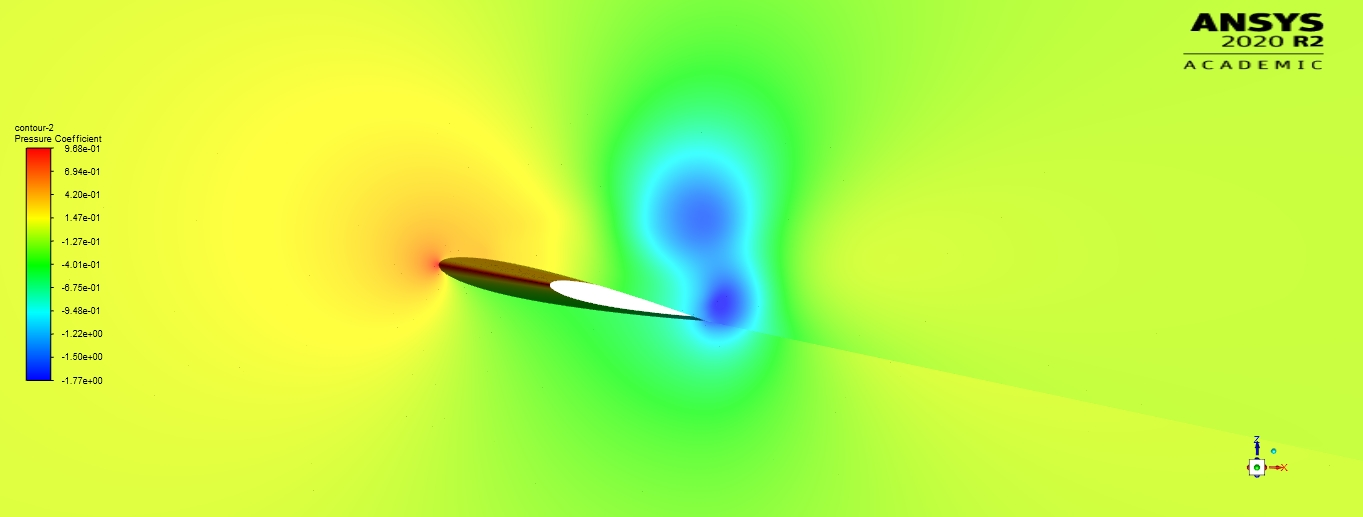 ANSYS
2020 R2
ACADEMIC
contour-2
Pressure Coefficient
9.68e-01
6.94e-01
4.20e-01
1.47e-01
-1.27e-01
-4.01e-01
-6.75e-01
-9.48e-01
-1.22e+00
-1.50e+00
-1.77e+00
Z
X